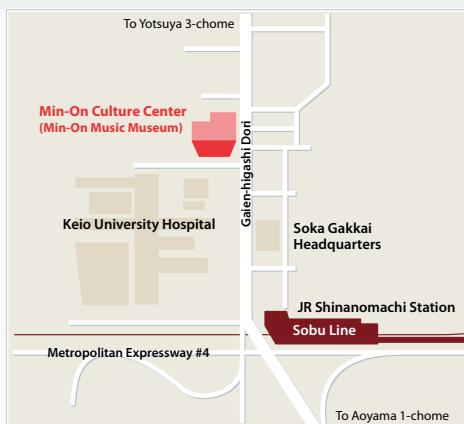 To Yotsuya 3-chome
Min-On Culture Center
(Min-On Music Museum)
Gaien-higashi Dori
Keio University Hospital
Soka Gakkai
Headquarters
JR Shinanomachi Station
Sobu Line
Metropolitan Expressway #4
To Aoyama 1-chome